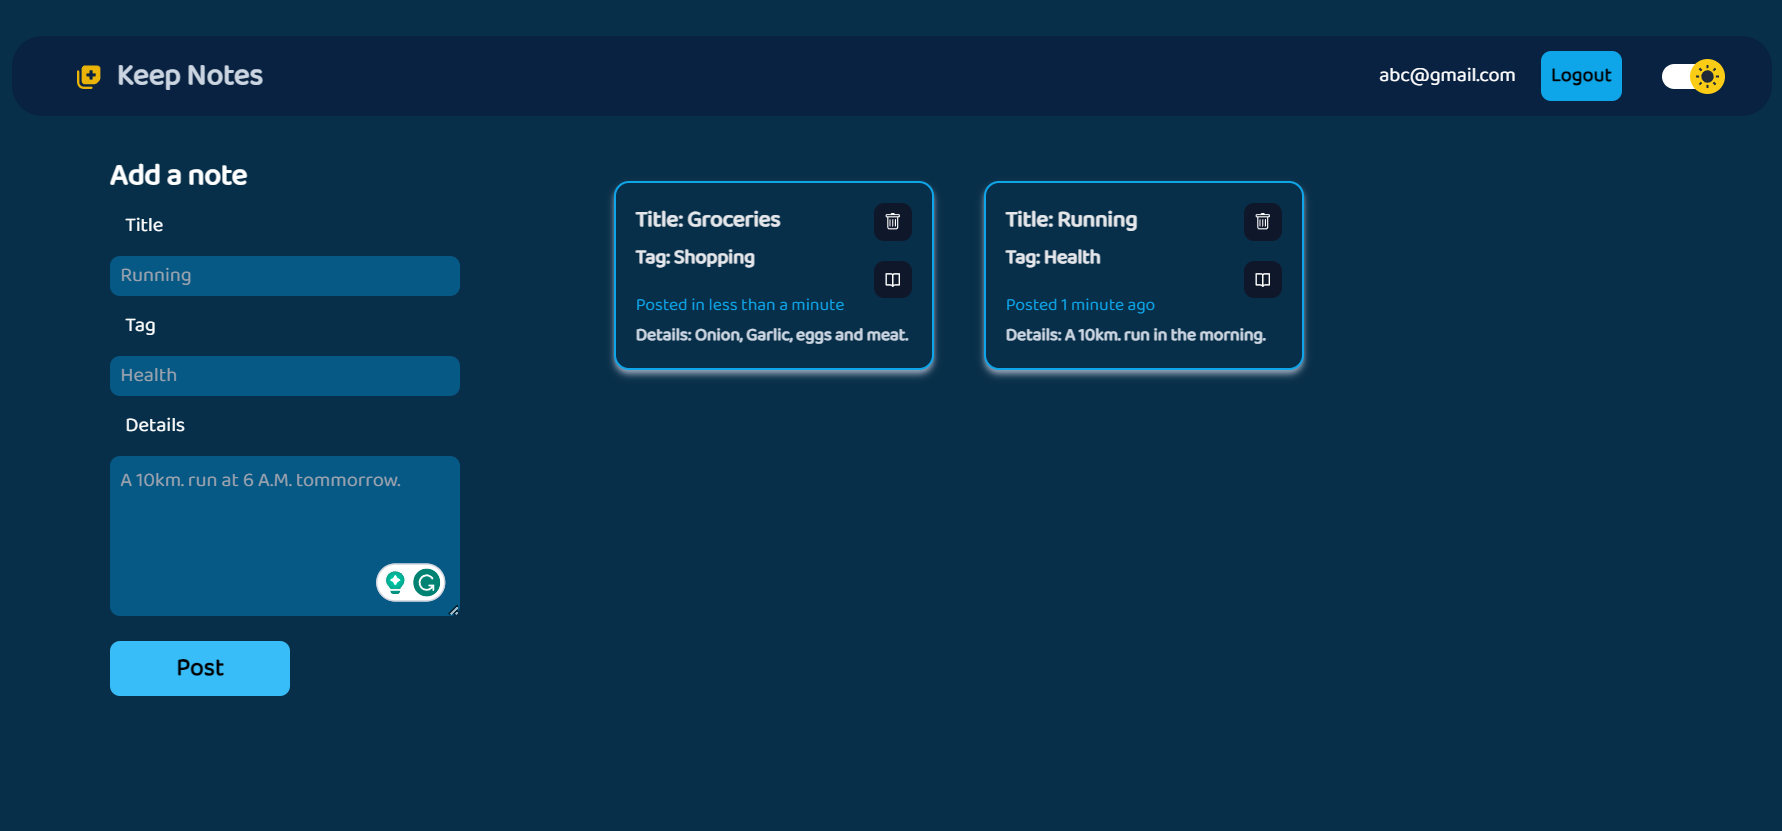 Keep Notes
abc@gmail.com
Logout
Add a note
Title
Running
Tag
Health
Details
A 10km. run at 6 A.M. tommorrow.
Post
Title: Groceries
Tag: Shopping
Posted in less than a minute
Details: Onion, Garlic, eggs and meat.
Title: Running
Tag: Health
Posted 1 minute ago
Details: A 10km. run in the morning.